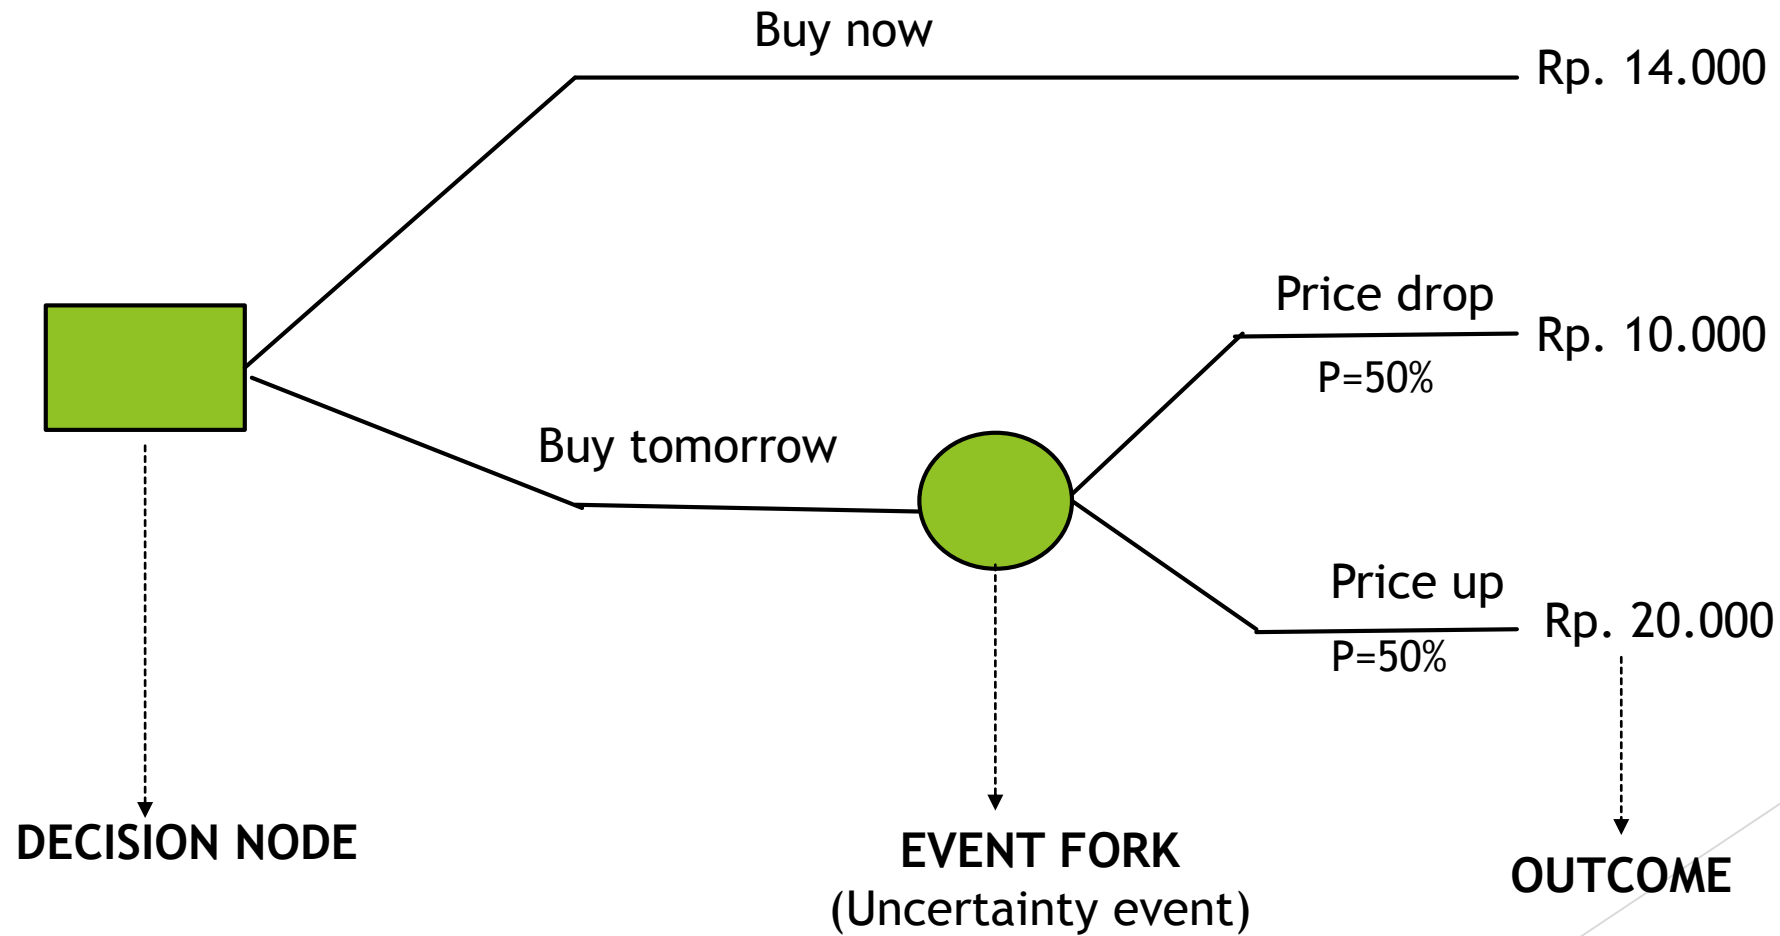 Buy now
Rp. 14.000
Price drop
Rp. 10.000
P=50%
Buy tomorrow
Price up
Rp. 20.000
P=50%
DECISION NODE
EVENT FORK
(Uncertainty event)
OUTCOME